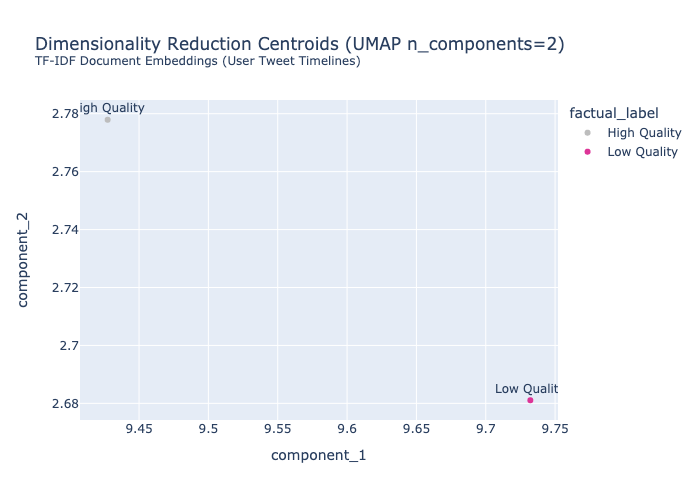 Dimensionality Reduction Centroids (UMAP n_components=2)
TF-IDF Document Embeddings (User Tweet Timelines)
factual_label
High Quality
Low Quality
igh Quality
Low Qualit
2.78
2.76
2.74
2.72
2.7
2.68
component_2
9.45
9.5
9.55
9.6
9.65
9.7
9.75
component_1